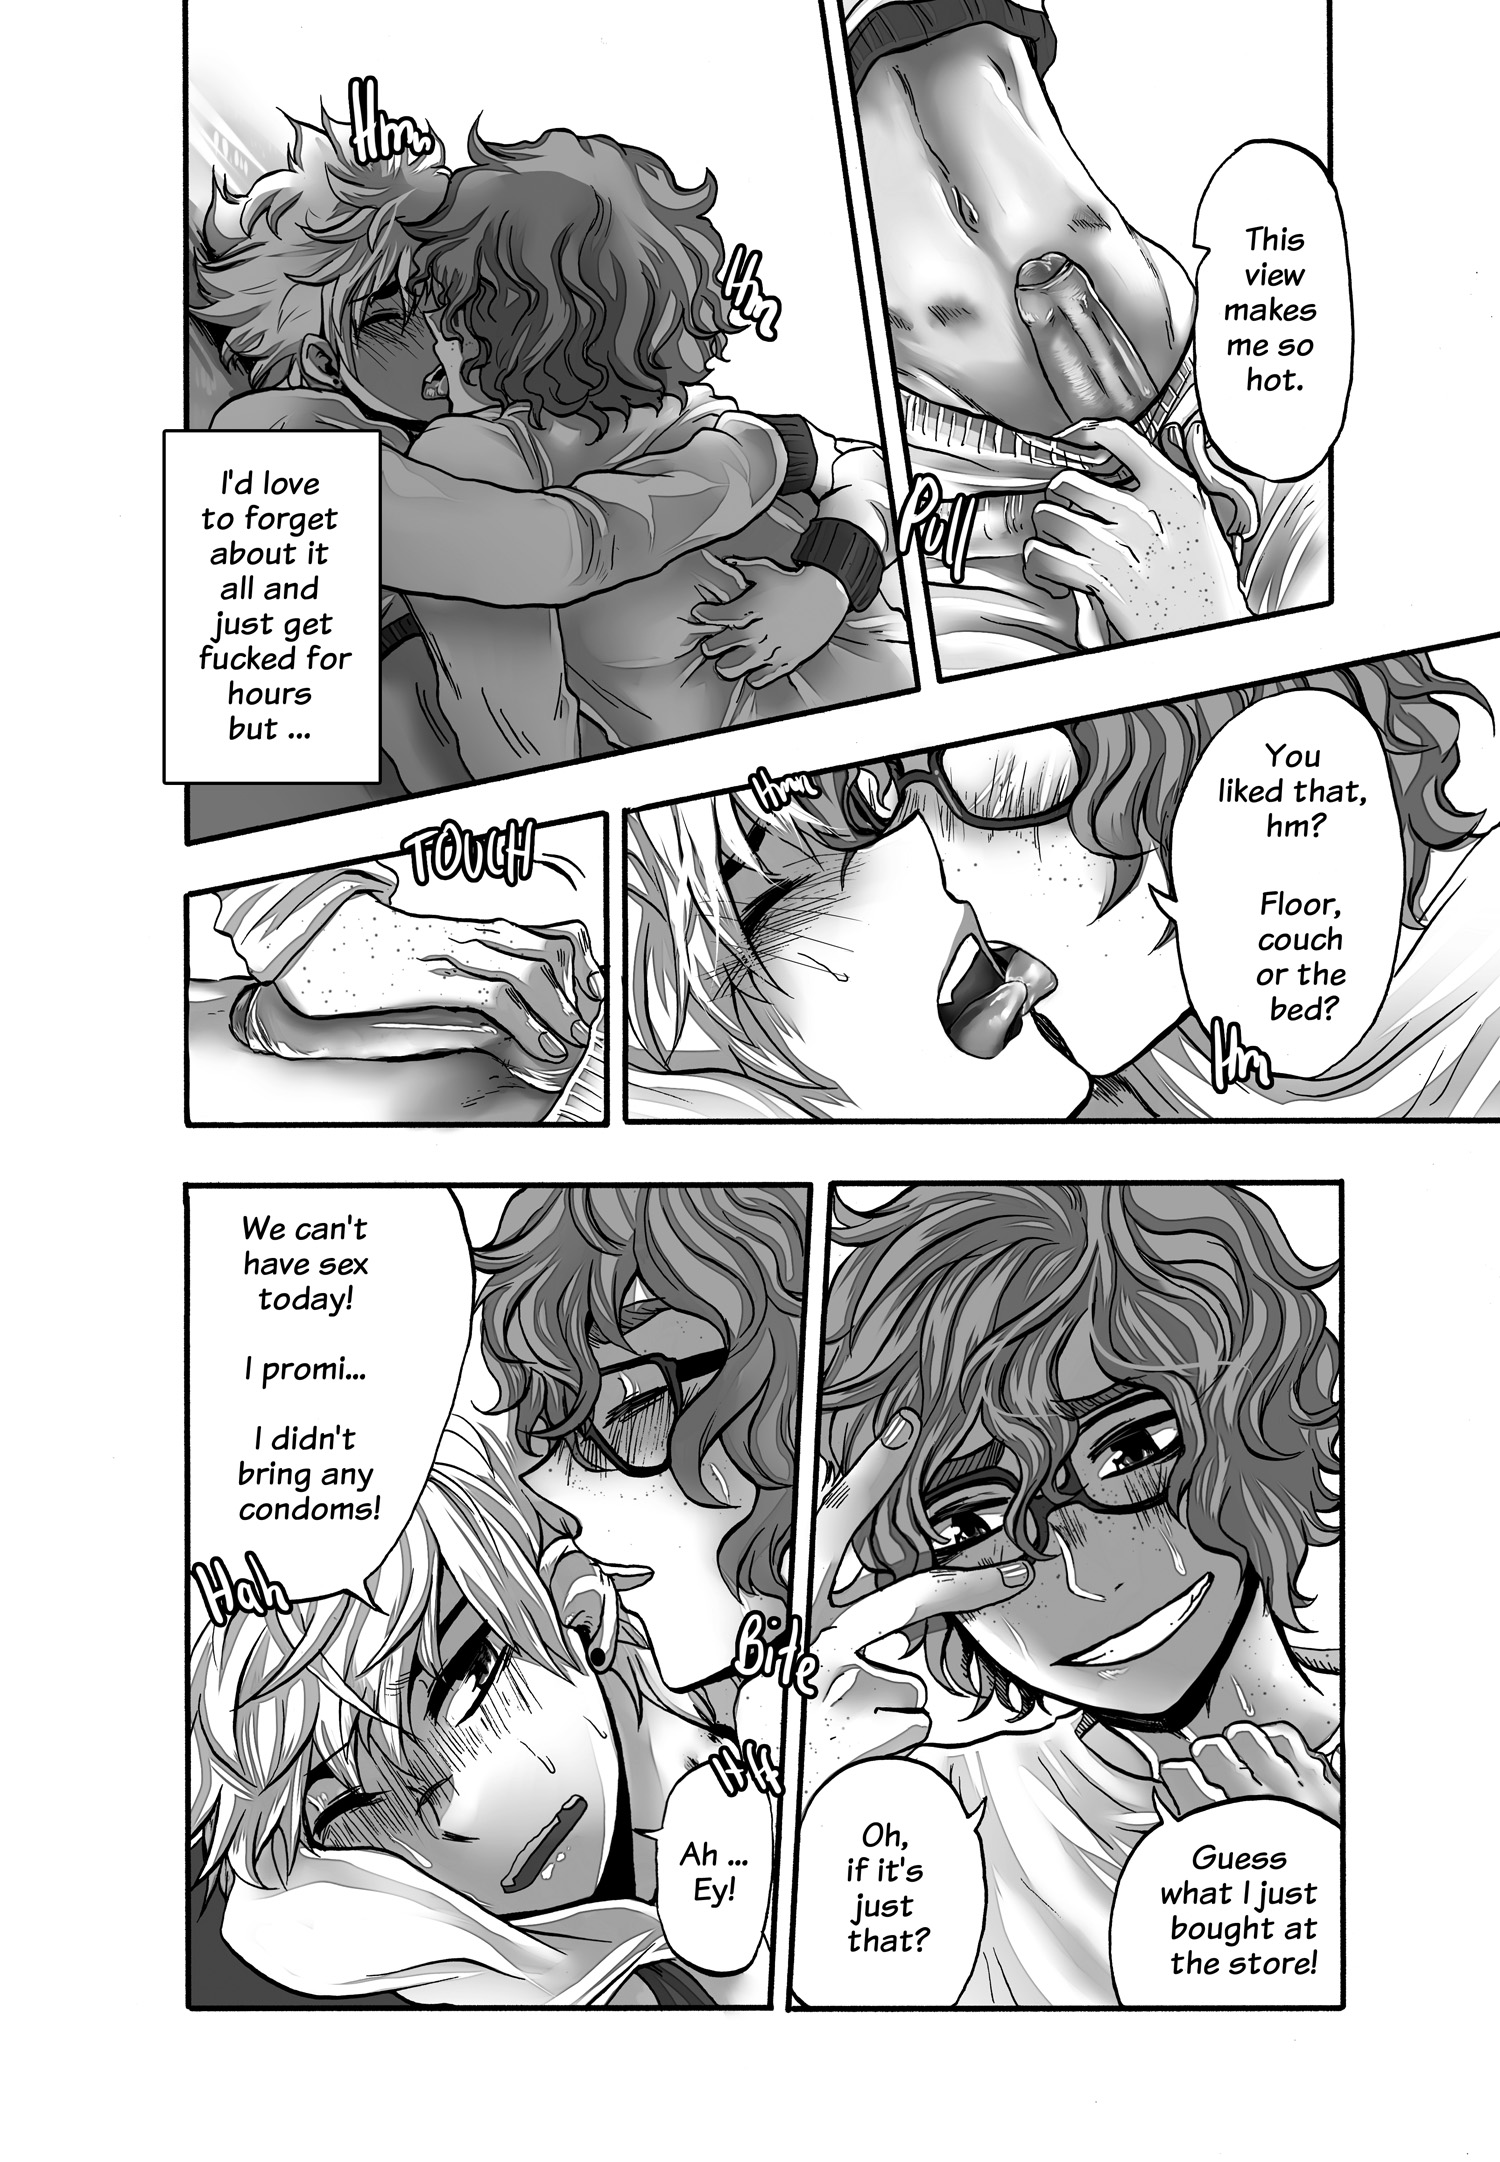 Hmn
Hm
I'd love
to forget
about it
all and
just get
fucked for
hours
but ...
This
view
makes
me so
hot.
Pull
TOUCH
Hmn
You
liked that,
hm?
Floor,
couch
or the
bed?
Hm
We can't
have sex
today!
I promi...
I didn't
bring any
condoms!
Hah
Bite
Ah ...
Ey!
Oh,
if it's
just
that?
Guess
what I just
bought at
the store!